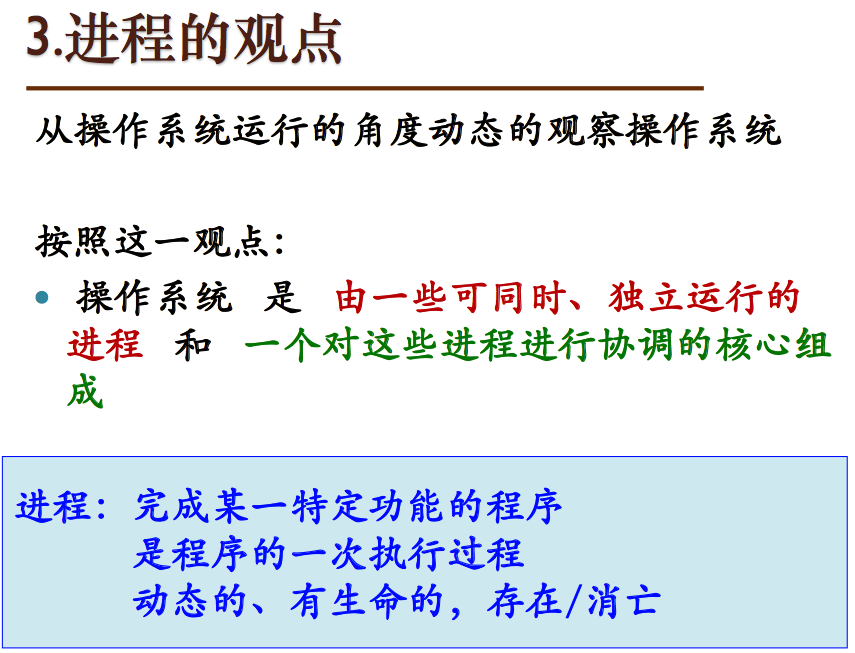 3.进程的观点
从操作系统运行的角度动态的观察操作系统
按照这一观点：
• 操作系统 是 由一些可同时、独立运行的
进程 和 一个对这些进程进行协调的核心组
成
进程：完成某一特定功能的程序
是程序的一次执行过程
动态的、有生命的，存在/消亡